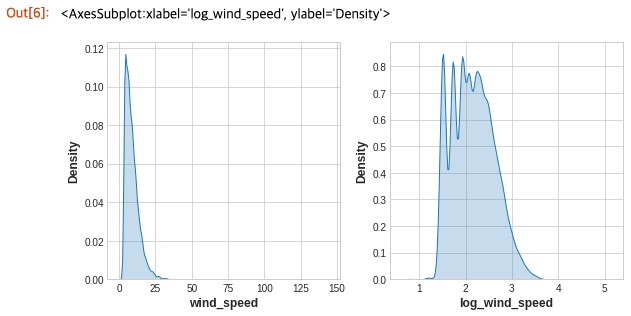 Out[6]: <AxesSubplot:xlabel='log_wind_speed', ylabel='Density'>
0.12
0.10
0.08
0.06
0.04
0.02
0.00
Density
0 25 50 75 100 125 150
wind_speed
0.8
0.7
0.6
0.5
0.4
0.3
0.2
0.1
0.0
Density
1 2 3 4 5
log_wind_speed